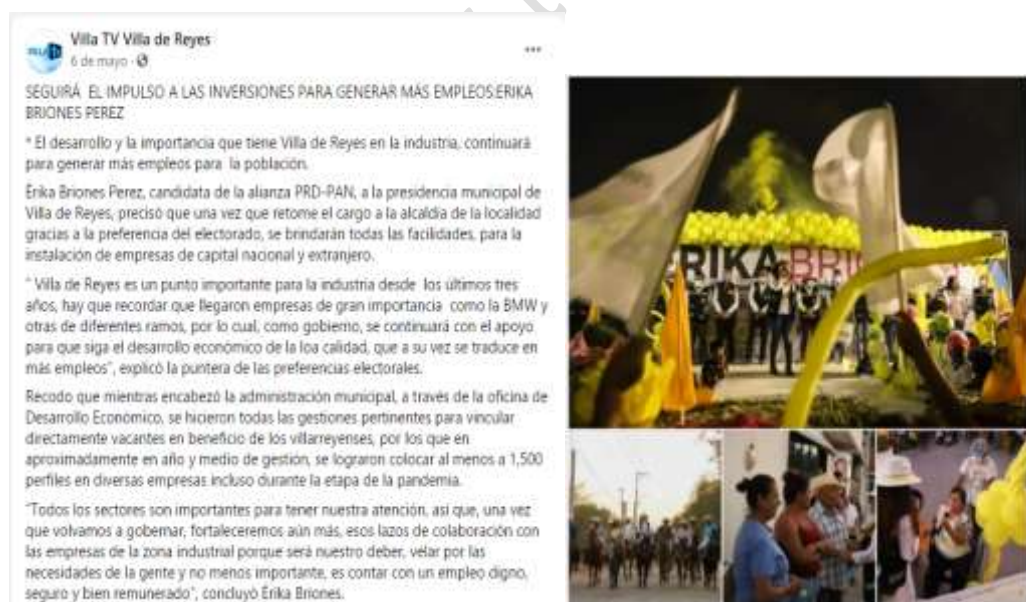 Villa TV Villa de Reyes
6 de mayo
SEGUIRÁ EL IMPULSO A LAS INVERSIONES PARA GENERAR MÁS EMPLEOS:ERIKA
BRIONES PEREZ
* El desarrollo y la importancia que tiene Villa de Reyes en la industria, continuará
para generar más empleos para la población.
Erika Briones Perez, candidata de la alianza PRD-PAN, a la presidencia municipal de
Villa de Reyes, precisó que una vez que retome el cargo a la alcaldía de la localidad
gracias a la preferencia del electorado, se brindarán todas las facilidades, para la
instalación de empresas de capital nacional y extranjero.
" Villa de Reyes es un punto importante para la industria desde los últimos tres
años, hay que recordar que llegaron empresas de gran importancia como la BMW y
otras de diferentes ramos, por lo cual, como gobierno, se continuará con el apoyo
para que siga el desarrollo económico de la loa calidad, que a su vez se traduce en
más empleos", explicó la puntera de las preferencias electorales.
Recodo que mientras encabezó la administración municipal, a través de la oficina de
Desarrollo Económico, se hicieron todas las gestiones pertinentes para vincular
directamente vacantes en beneficio de los villarreyenses, por los que en
aproximadamente en año y medio de gestión, se lograron colocar al menos a 1,500
perfiles en diversas empresas incluso durante la etapa de la pandemia.
"Todos los sectores son importantes para tener nuestra atención, así que, una vez
que volvamos a gobernar, fortaleceremos aún más, esos lazos de colaboración con
las empresas de la zona industrial porque será nuestro deber, velar por las
necesidades de la gente y no menos importante, es contar con un empleo digno,
seguro y bien remunerado", concluyó Erika Briones.
RIKA BRI